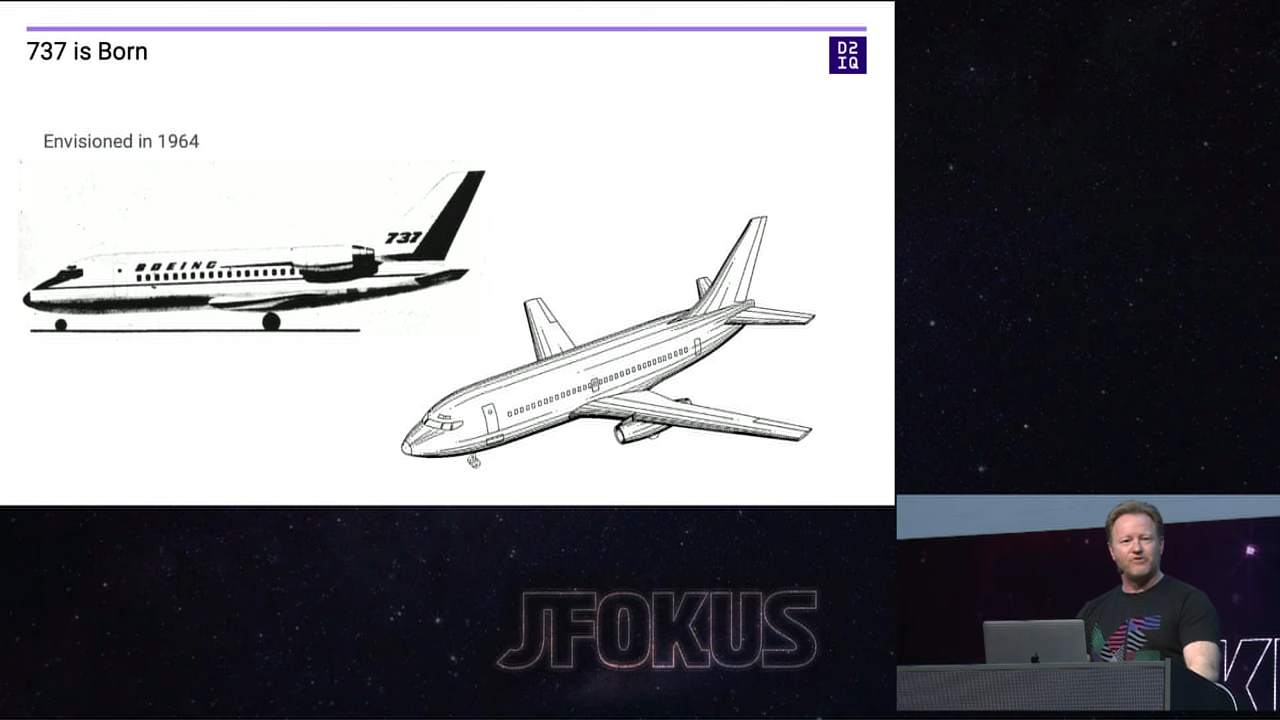 737 is Born
D2
IQ
Envisioned in 1964
737
BOEING
JFOKUS